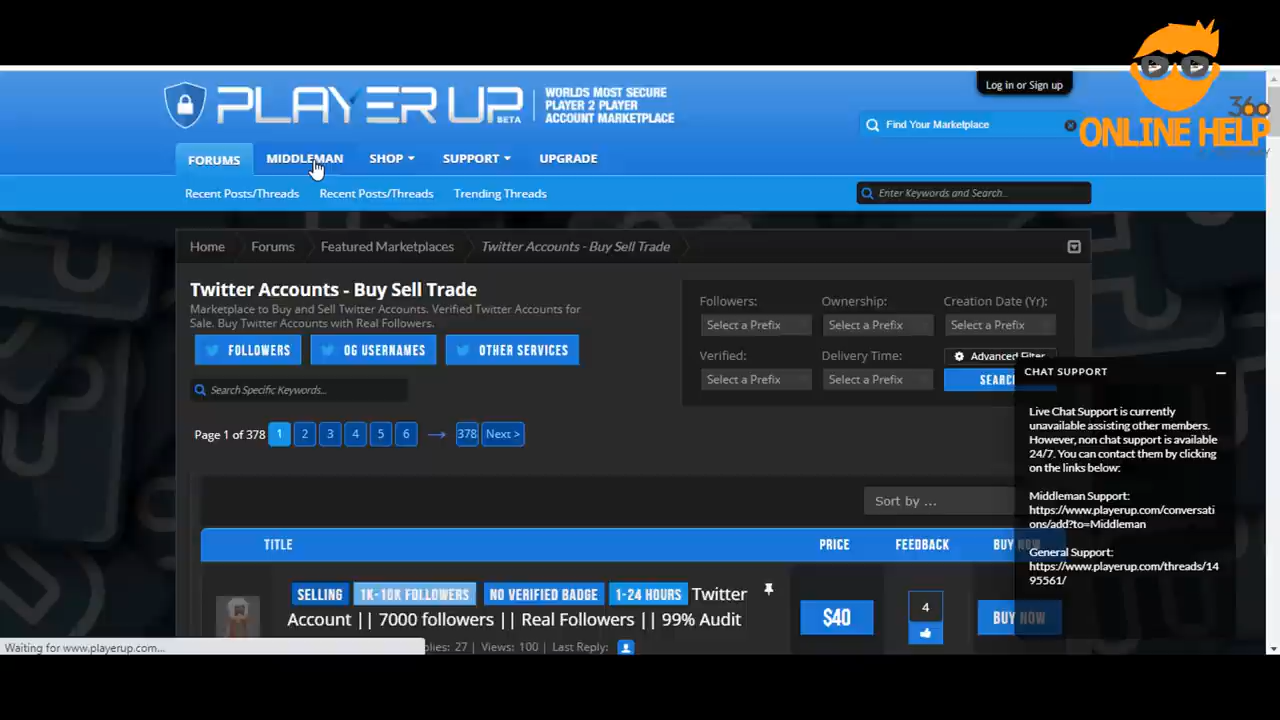 PLAYER UP
BETA
WORLDS MOST SECURE
PLAYER 2 PLAYER
ACCOUNT MARKETPLACE
Log in or Sign up
Find Your Marketplace
360
ONLINE HELP
FORUMS MIDDLEMAN SHOP SUPPORT UPGRADE
Recent Posts/Threads Recent Posts/Threads Trending Threads
Enter Keywords and Search...
Home Forums Featured Marketplaces Twitter Accounts - Buy Sell Trade
Twitter Accounts - Buy Sell Trade
Marketplace to Buy and Sell Twitter Accounts. Verified Twitter Accounts for
Sale. Buy Twitter Accounts with Real Followers.
FOLLOWERS OG USERNAMES OTHER SERVICES
Search Specific Keywords...
Followers: Ownership: Creation Date (Yr):
Select a Prefix Select a Prefix Select a Prefix
Verified: Delivery Time: Advanced Filter
Select a Prefix Select a Prefix SEARC
Page 1 of 378 1 2 3 4 5 6 → 378 Next >
Sort by ...
TITLE PRICE FEEDBACK BUY NOW
SELLING 1K-10K FOLLOWERS NO VERIFIED BADGE 1-24 HOURS Twitter
Account || 7000 followers || Real Followers || 99% Audit
$40 4 BUY NOW
plies: 27 | Views: 100 | Last Reply:
CHAT SUPPORT
Live Chat Support is currently
unavailable assisting other members.
However, non chat support is available
24/7. You can contact them by clicking
on the links below:
Middleman Support:
https://www.playerup.com/conversati
ons/add?to=Middleman
General Support:
https://www.playerup.com/threads/14
95561/
Waiting for www.playerup.com...